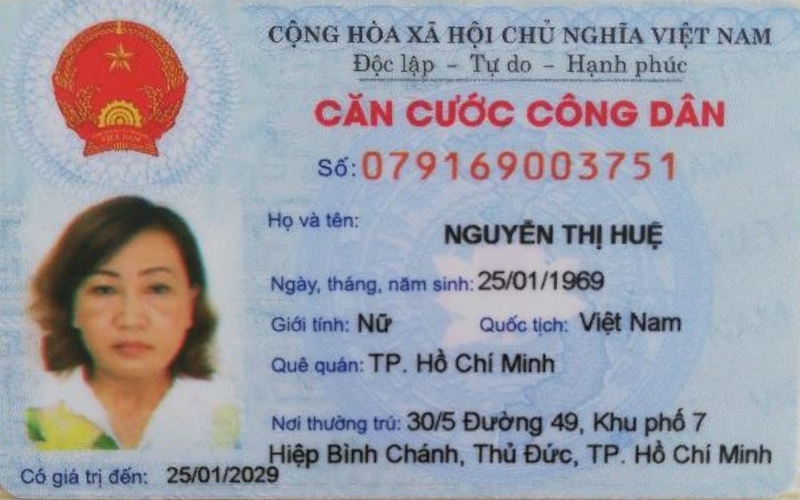 CỘNG HÒA XÃ HỘI CHỦ NGHĨA VIỆT NAM
Độc lập - Tự do - Hạnh phúc
CĂN CƯỚC CÔNG DÂN
Số: 079169003751
Họ và tên:
NGUYỄN THỊ HUỆ
Ngày, tháng, năm sinh: 25/01/1969
Giới tính: Nữ Quốc tịch: Việt Nam
Quê quán: TP. Hồ Chí Minh
Nơi thường trú: 30/5 Đường 49, Khu phố 7
Hiệp Bình Chánh, Thủ Đức, TP. Hồ Chí Minh
Có giá trị đến: 25/01/2029